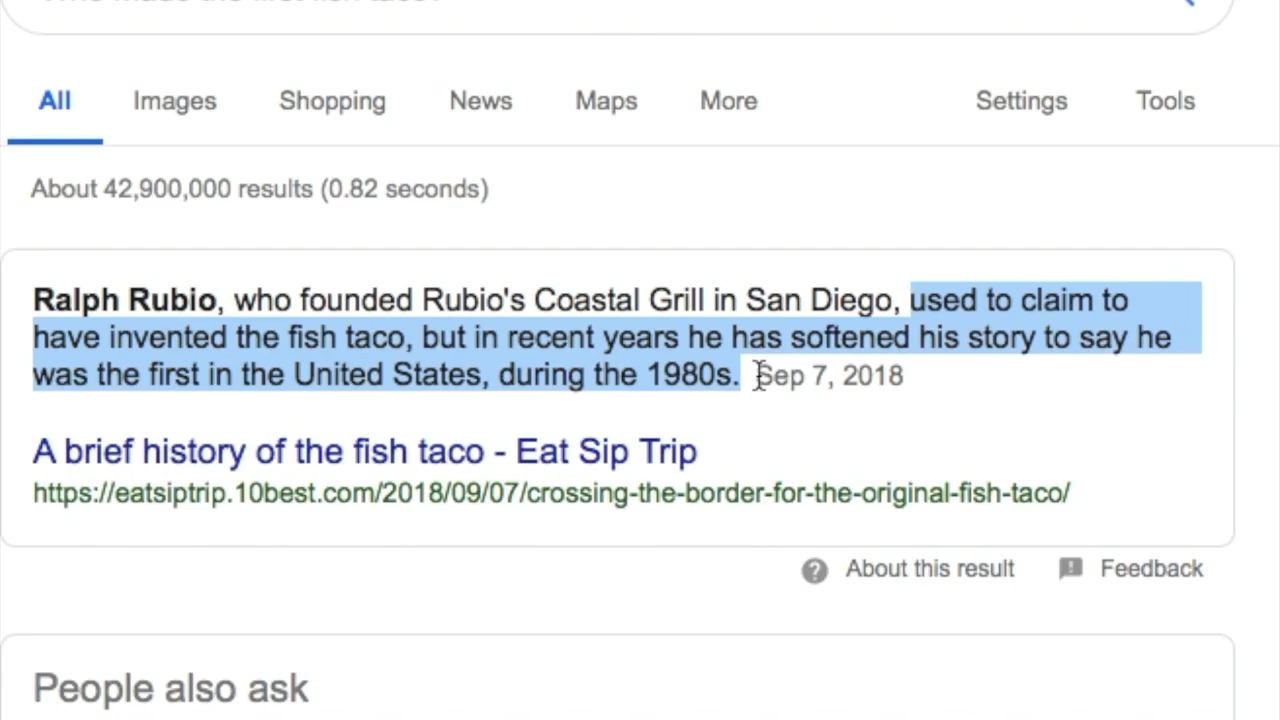 All Images Shopping News Maps More Settings Tools
About 42,900,000 results (0.82 seconds)
Ralph Rubio, who founded Rubio's Coastal Grill in San Diego, used to claim to
have invented the fish taco, but in recent years he has softened his story to say he
was the first in the United States, during the 1980s. Sep 7, 2018
A brief history of the fish taco - Eat Sip Trip
https://eatsiptrip.10best.com/2018/09/07/crossing-the-border-for-the-original-fish-taco/
About this result Feedback
People also ask